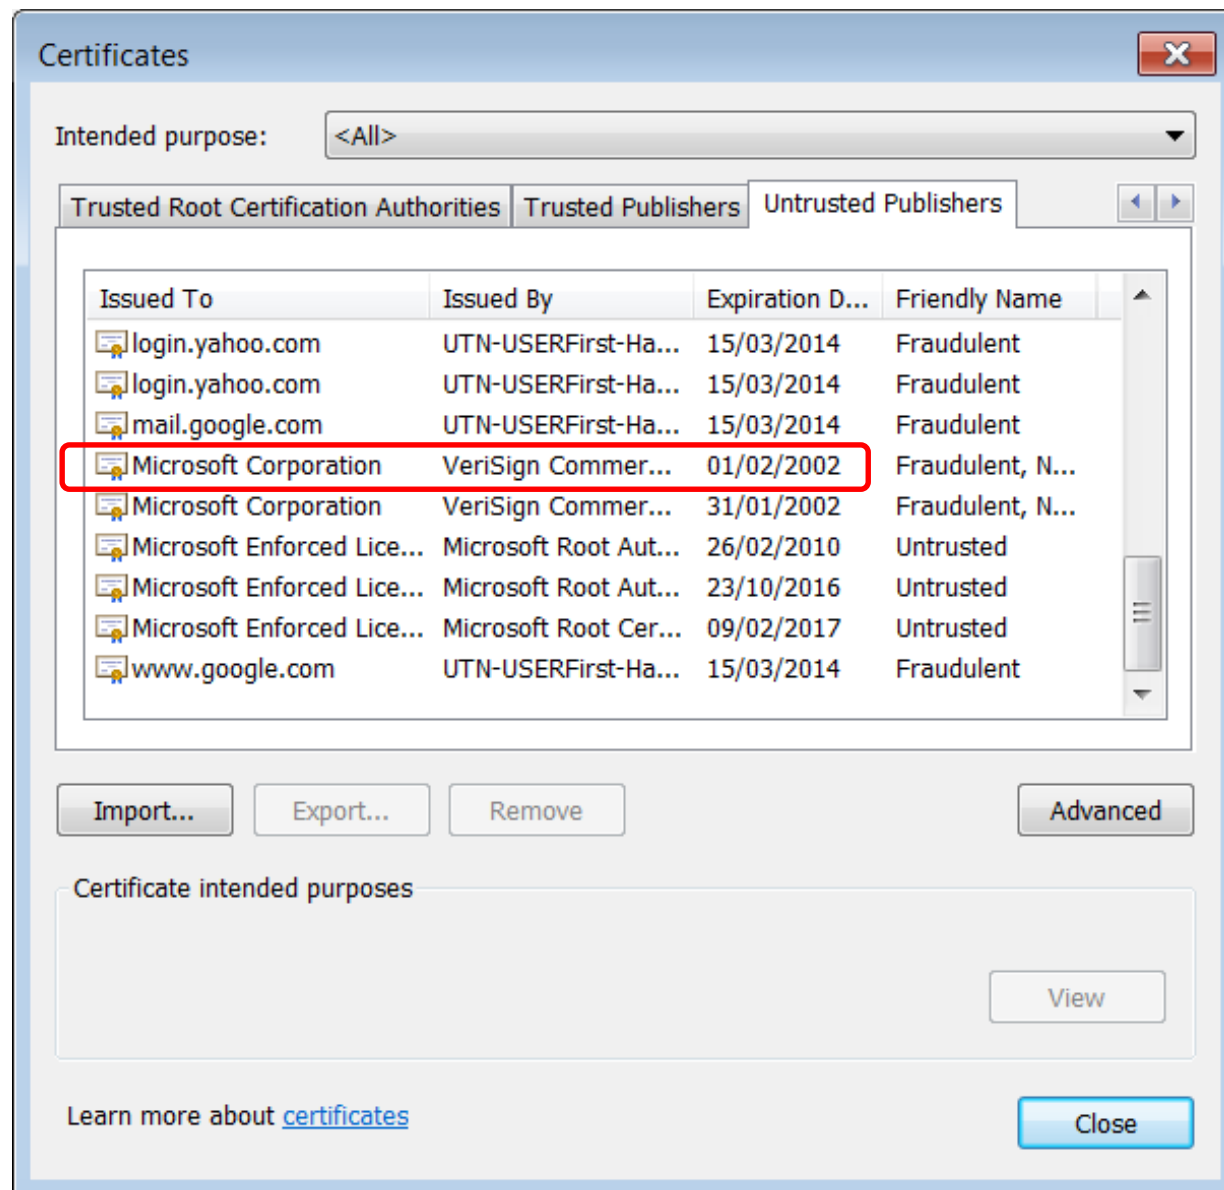 Certificates
Intended purpose: <All>
Trusted Root Certification Authorities Trusted Publishers Untrusted Publishers
Issued To Issued By Expiration D... Friendly Name
login.yahoo.com UTN-USERFirst-Ha... 15/03/2014 Fraudulent
login.yahoo.com UTN-USERFirst-Ha... 15/03/2014 Fraudulent
mail.google.com UTN-USERFirst-Ha... 15/03/2014 Fraudulent
Microsoft Corporation VeriSign Commer... 01/02/2002 Fraudulent, N...
Microsoft Corporation VeriSign Commer... 31/01/2002 Fraudulent, N...
Microsoft Enforced Lice... Microsoft Root Aut... 26/02/2010 Untrusted
Microsoft Enforced Lice... Microsoft Root Aut... 23/10/2016 Untrusted
Microsoft Enforced Lice... Microsoft Root Cer... 09/02/2017 Untrusted
www.google.com UTN-USERFirst-Ha... 15/03/2014 Fraudulent
Import... Export... Remove Advanced
Certificate intended purposes
View
Learn more about certificates
Close